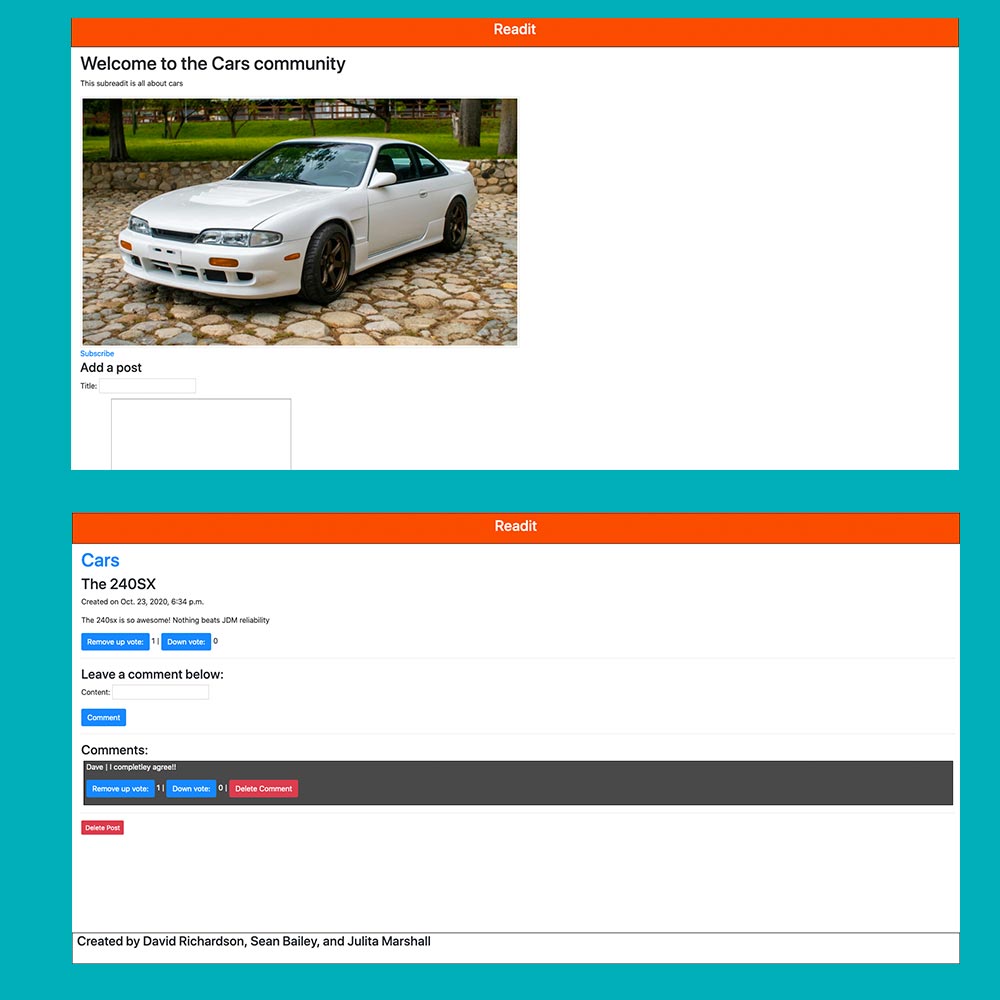 Readit
Welcome to the Cars community
This subreadit is all about cars
Subscribe
Add a post
Title:
Readit
Cars
The 240SX
Created on Oct. 23, 2020, 6:34 p.m.
The 240sx is so awesome! Nothing beats JDM reliability
Remove up vote: 1 | Down vote: 0
Leave a comment below:
Content:
Comment
Comments:
Dave | I completley agree!!
Remove up vote: 1 | Down vote: 0 | Delete Comment
Delete Post
Created by David Richardson, Sean Bailey, and Julita Marshall